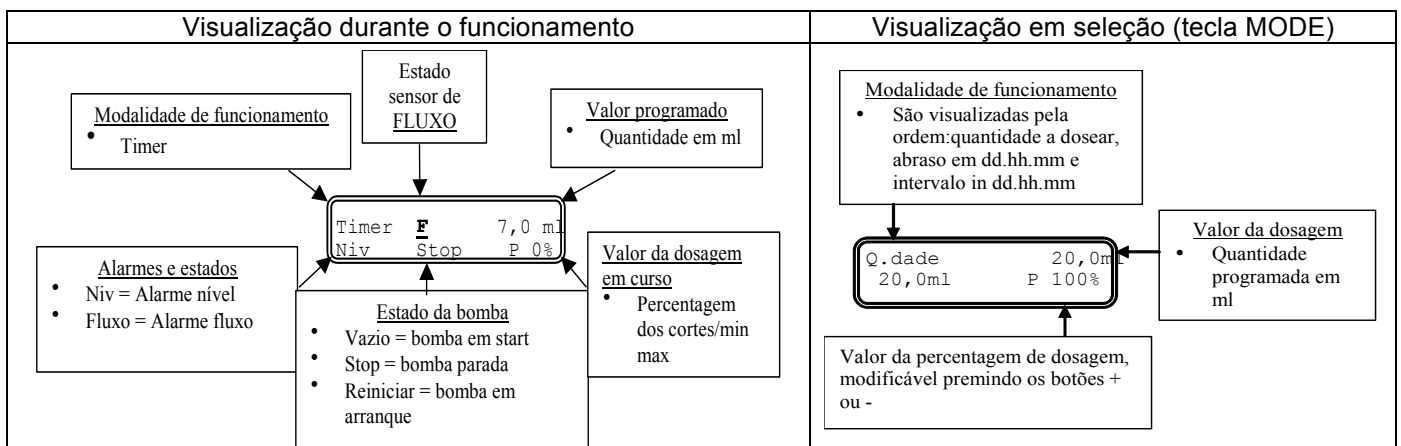 Visualização durante o funcionamento
Visualização em seleção (tecla MODE)
Estado
sensor de
FLUXO
Modalidade de funcionamento
• Timer
Valor programado
• Quantidade em ml
Timer F 7,0 ml
Niv Stop P 0%
Alarmes e estados
• Niv = Alarme nível
• Fluxo = Alarme fluxo
Estado da bomba
• Vazio = bomba em start
• Stop = bomba parada
• Reiniciar = bomba em
arranque
Valor da dosagem
em curso
• Percentagem
dos cortes/min
max
Modalidade de funcionamento
• São visualizadas pela
ordem:quantidade a dosear,
abraso em dd.hh.mm e
intervalo in dd.hh.mm
Q.dade 20,0ml
20,0ml P 100%
Valor da dosagem
• Quantidade
programada em
ml
Valor da percentagem de dosagem,
modificável premindo os botões +
ou -